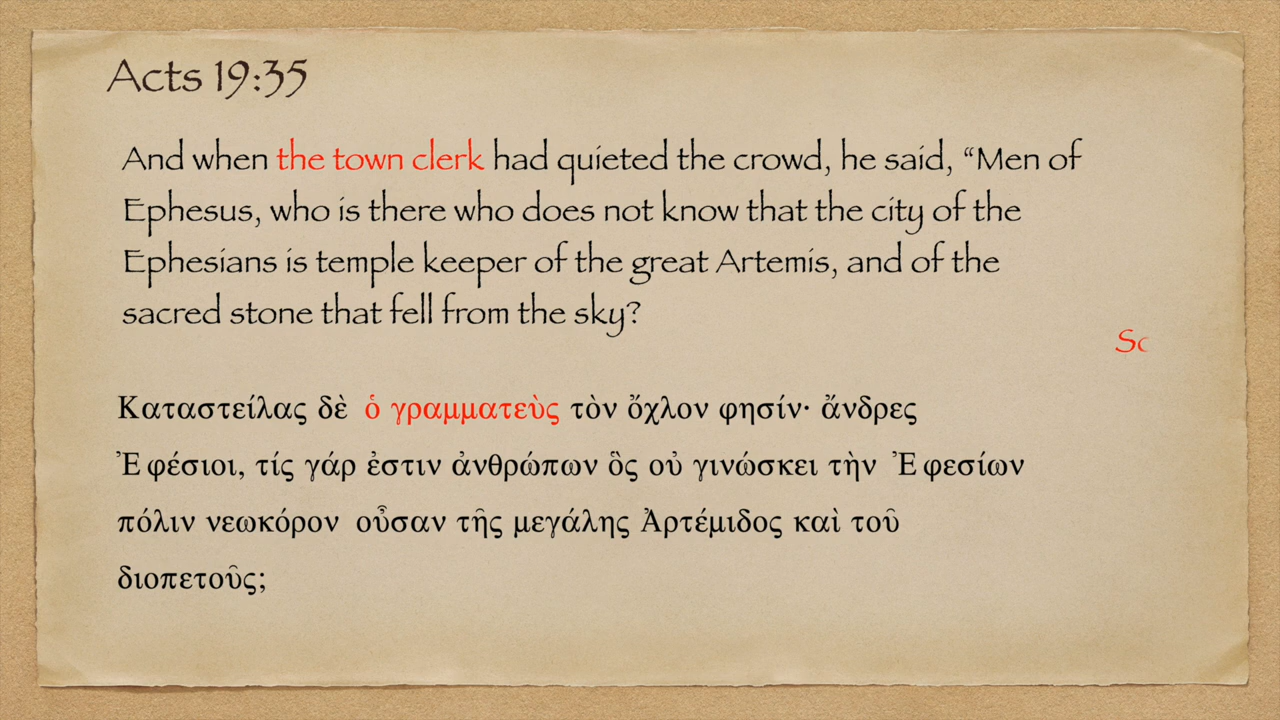 Acts 19:35
And when the town clerk had quieted the crowd, he said, “Men of
Ephesus, who is there who does not know that the city of the
Ephesians is temple keeper of the great Artemis, and of the
sacred stone that fell from the sky?
Sc
Καταστείλας δὲ ὁ γραμματεὺς τὸν ὄχλον φησίν· ἄνδρες
Ἐφέσιοι, τίς γάρ ἐστιν ἀνθρώπων ὃς οὐ γινώσκει τὴν Ἐφεσίων
πόλιν νεωκόρον οὖσαν τῆς μεγάλης Ἀρτέμιδος καὶ τοῦ
διοπετοῦς;